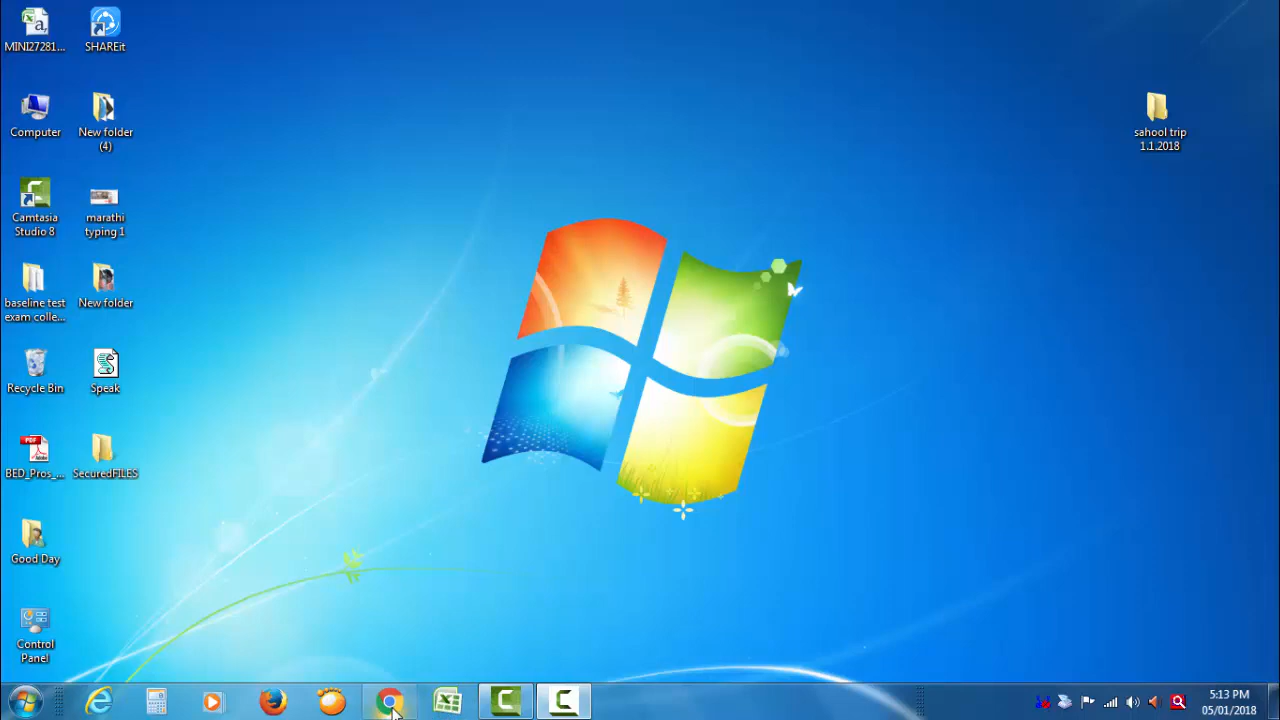 MINI27281...
SHAREit
Computer
New folder
(4)
Camtasia
Studio 8
marathi
typing 1
baseline test
exam colle...
New folder
Recycle Bin
Speak
PDF
BED_Pros_...
SecuredFILES
Good Day
Control
Panel
sahool trip
1.1.2018
5:13 PM
05/01/2018